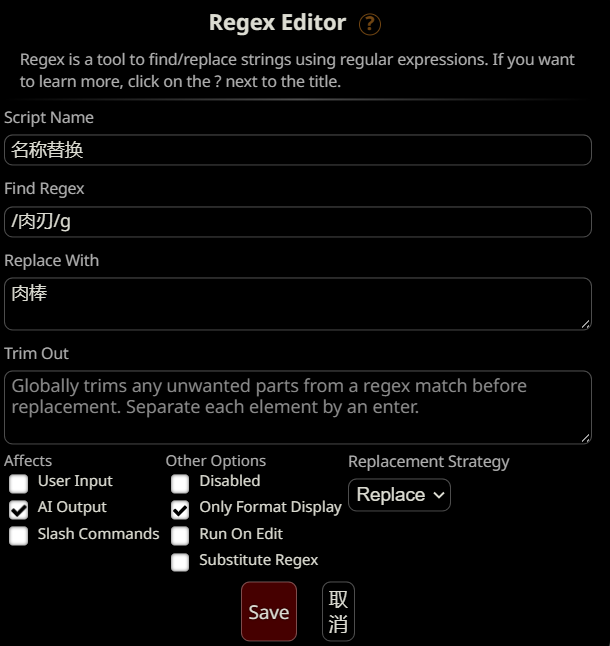 Regex Editor ?
Regex is a tool to find/replace strings using regular expressions. If you want
to learn more, click on the ? next to the title.
Script Name
名称替换
Find Regex
/肉刃/g
Replace With
肉棒
Trim Out
Globally trims any unwanted parts from a regex match before
replacement. Separate each element by an enter.
Affects
User Input
AI Output
Slash Commands
Other Options
Disabled
Only Format Display
Run On Edit
Substitute Regex
Replacement Strategy
Replace
Save
取
消